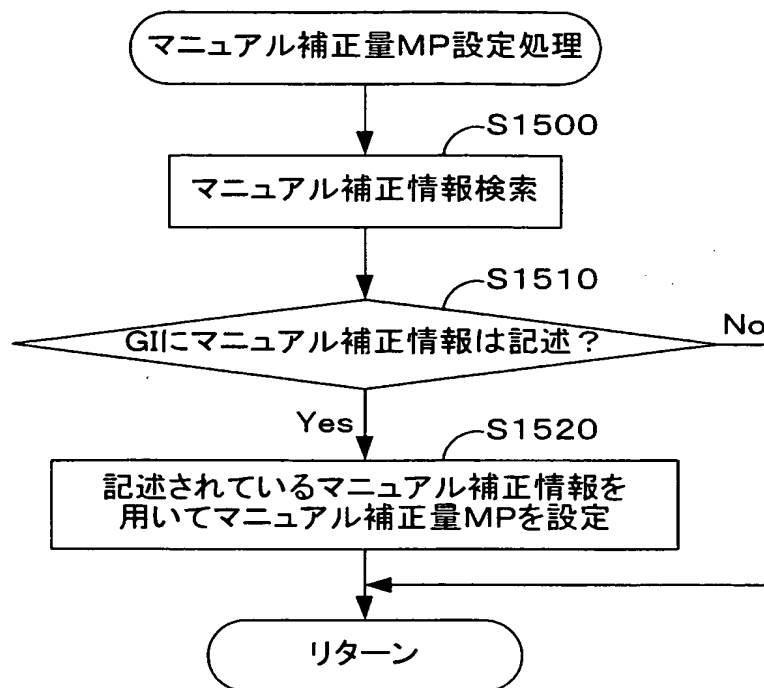 マニュアル補正量MP設定処理
S1500
マニュアル補正情報検索
S1510
GIにマニュアル補正情報は記述？
No
Yes
S1520
記述されているマニュアル補正情報を
用いてマニュアル補正量MPを設定
リターン